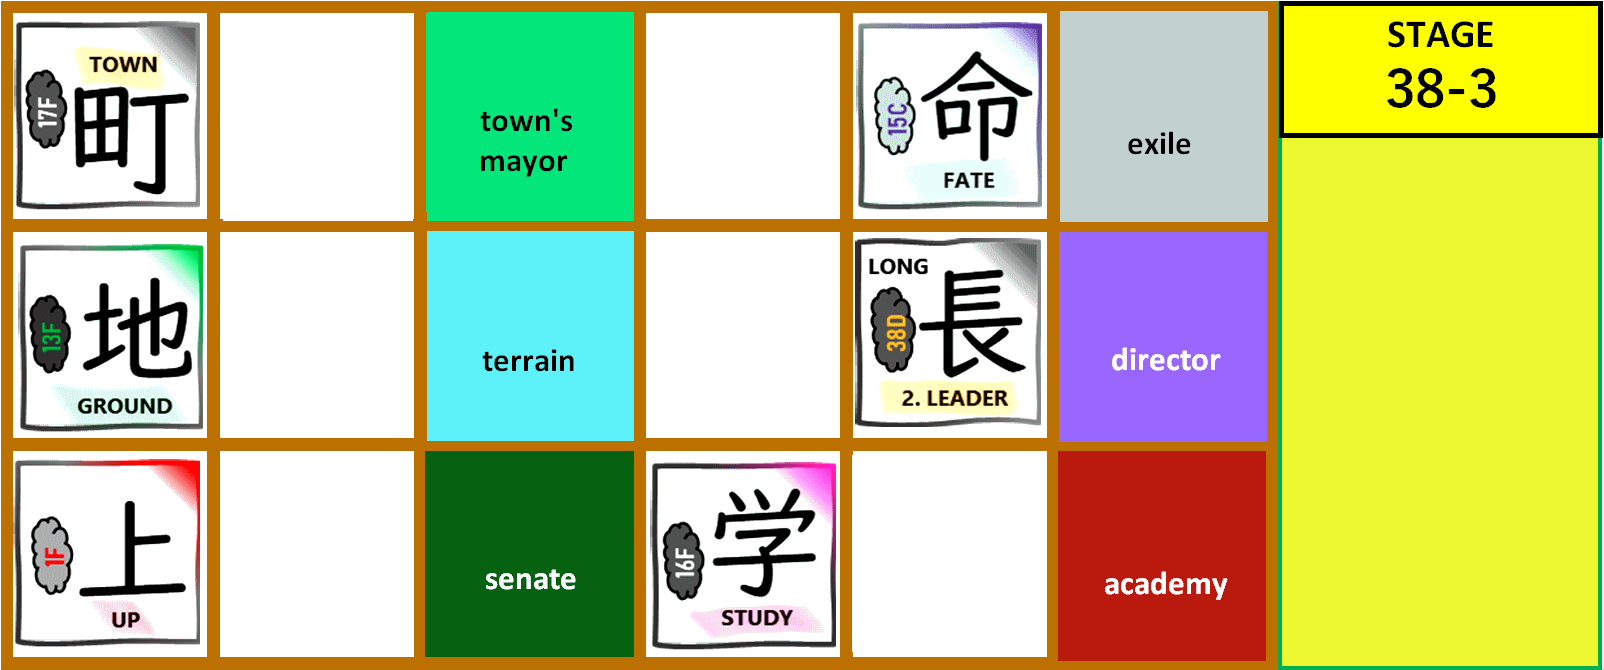 TOWN
17F
町
town's
mayor
15C
命
FATE
exile
STAGE
38-3
13F
地
GROUND
terrain
LONG
38D
長
2. LEADER
director
1F
上
UP
senate
16F
学
STUDY
academy